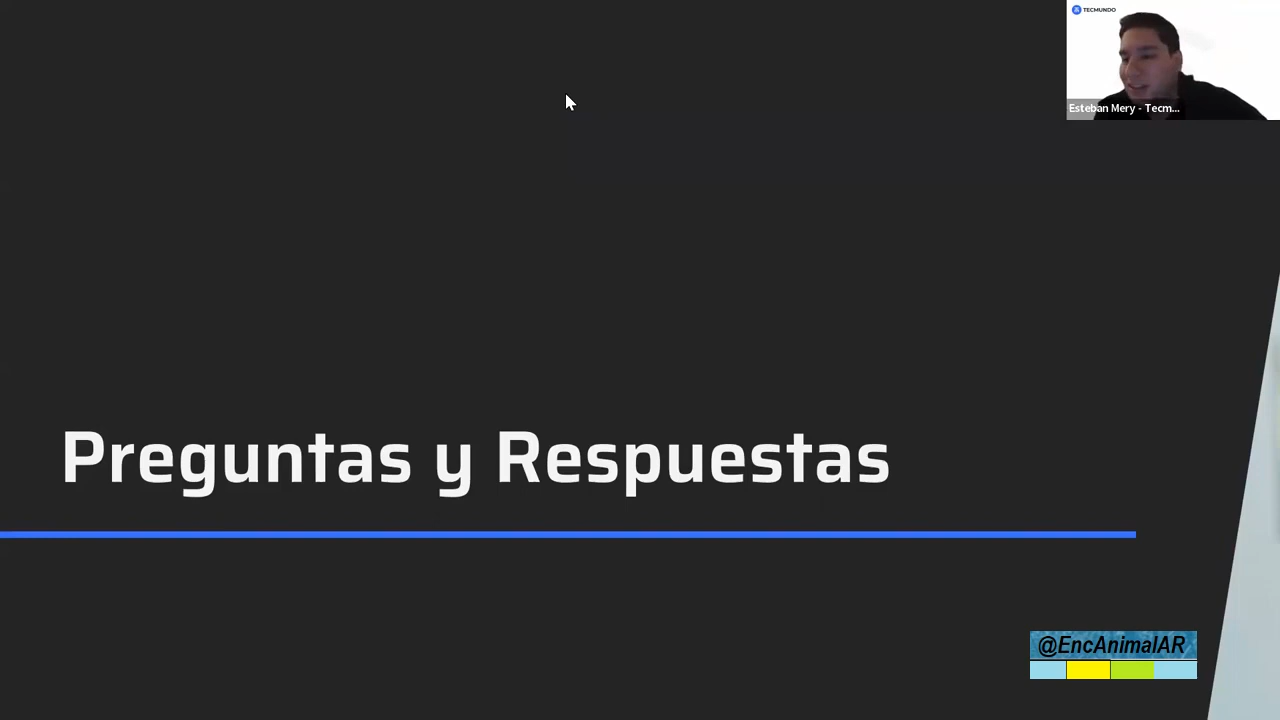 TECMUNDO
Esteban Mery - Tecm...
Preguntas y Respuestas
@EncAnimalAR